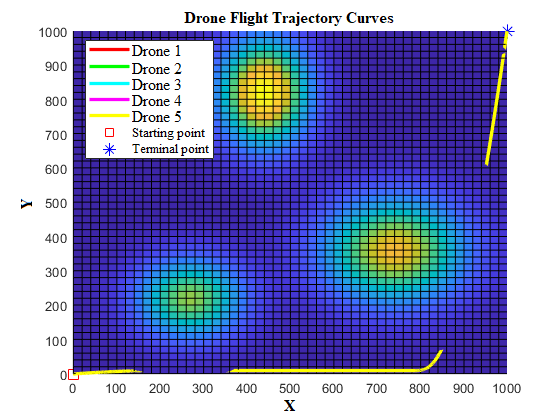 Drone Flight Trajectory Curves
1000
900
800
700
600
500
400
300
200
100
0
Y
Drone 1
Drone 2
Drone 3
Drone 4
Drone 5
Starting point
Terminal point
0 100 200 300 400 500 600 700 800 900 1000
X